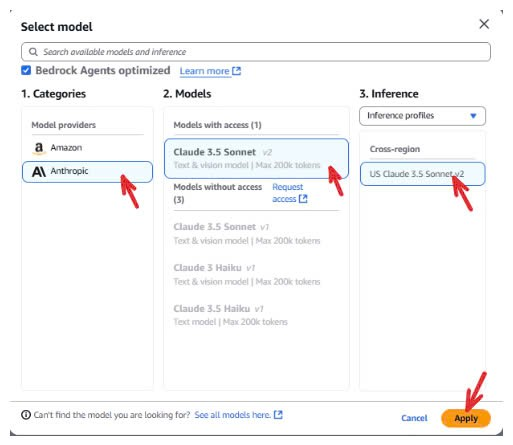 Select model
Search available models and inference
Bedrock Agents optimized Learn more
1. Categories
Model providers
Amazon
Anthropic
2. Models
Models with access (1)
Claude 3.5 Sonnet v2
Text & vision model | Max 200k tokens
Models without access Request
(3) access
Claude 3.5 Sonnet v1
Text & vision model | Max 200k tokens
Claude 3 Haiku v1
Text & vision model | Max 200k tokens
Claude 3.5 Haiku v1
Text model | Max 200k tokens
3. Inference
Inference profiles
Cross-region
US Claude 3.5 Sonnet v2
Can't find the model you are looking for? See all models here.
Cancel Apply